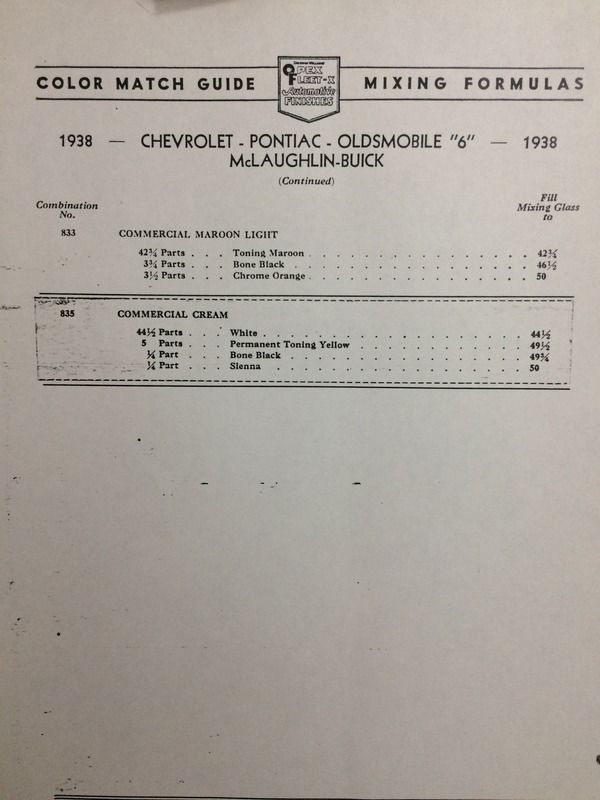 SHERWIN-WILLIAMS
OPEX
FLEET-X
Automotive
FINISHES
COLOR MATCH GUIDE MIXING FORMULAS
1938 — CHEVROLET - PONTIAC - OLDSMOBILE "6" — 1938
McLAUGHLIN-BUICK
(Continued)
Combination No.
Fill Mixing Glass to
833 COMMERCIAL MAROON LIGHT
42¾ Parts . . . Toning Maroon . . . . . . . . . . . . . . 42¾
3¾ Parts . . . Bone Black . . . . . . . . . . . . . . . 46½
3½ Parts . . . Chrome Orange . . . . . . . . . . . . . . 50
835 COMMERCIAL CREAM
44½ Parts . . . White . . . . . . . . . . . . . . . . . 44½
5 Parts . . . Permanent Toning Yellow . . . . . . . . . . . 49½
¼ Part . . . Bone Black . . . . . . . . . . . . . . . 49¾
¼ Part . . . Sienna . . . . . . . . . . . . . . . . 50